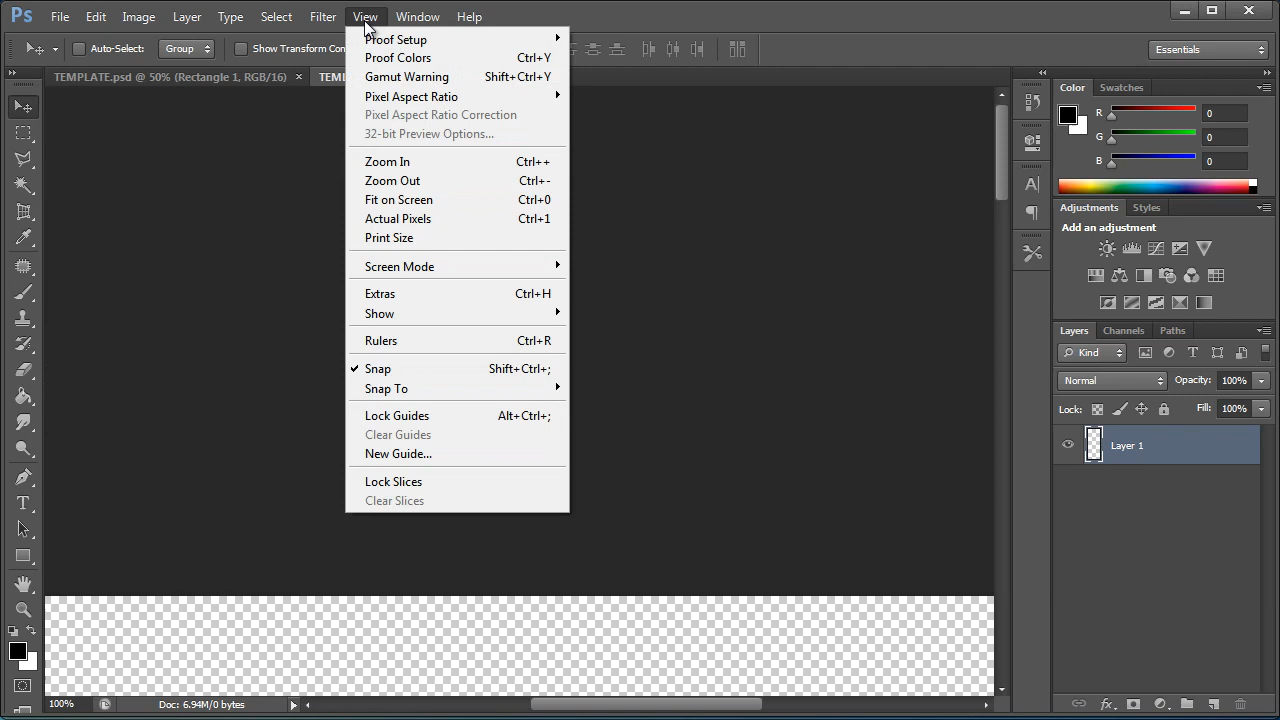 Ps File Edit Image Layer Type Select Filter View Window Help
Auto-Select: Group Show Transform Con Essentials
TEMPLATE.psd @ 50% (Rectangle 1, RGB/16) × TEM
Proof Setup
Proof Colors Ctrl+Y
Gamut Warning Shift+Ctrl+Y
Pixel Aspect Ratio
Pixel Aspect Ratio Correction
32-bit Preview Options...
Zoom In Ctrl++
Zoom Out Ctrl+-
Fit on Screen Ctrl+0
Actual Pixels Ctrl+1
Print Size
Screen Mode
Extras Ctrl+H
Show
Rulers Ctrl+R
Snap Shift+Ctrl+;
Snap To
Lock Guides Alt+Ctrl+;
Clear Guides
New Guide...
Lock Slices
Clear Slices
Color Swatches
R 0
G 0
B 0
Adjustments Styles
Add an adjustment
Layers Channels Paths
Kind
Normal Opacity: 100%
Lock: Fill: 100%
Layer 1
100% Doc: 6.94M/0 bytes